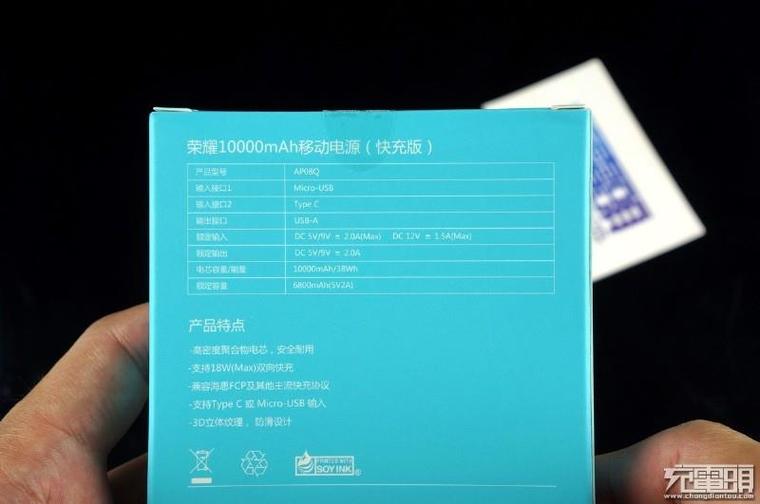 荣耀10000mAh移动电源（快充版）
产品型号 AP08Q
输入接口1 Micro-USB
输入接口2 Type C
输出接口 USB-A
额定输入 DC 5V/9V ⎓ 2.0A(Max) DC 12V ⎓ 1.5A(Max)
额定输出 DC 5V/9V ⎓ 2.0A
电芯容量/能量 10000mAh/38Wh
额定容量 6800mAh(5V2A)
产品特点
-高密度聚合物电芯，安全耐用
-支持18W(Max)双向快充
-兼容海思FCP及其他主流快充协议
-支持Type C 或 Micro-USB 输入
-3D立体纹理，防滑设计
PRINTED WITH
SOY INK
®
充電頭
www.chongdiantou.com